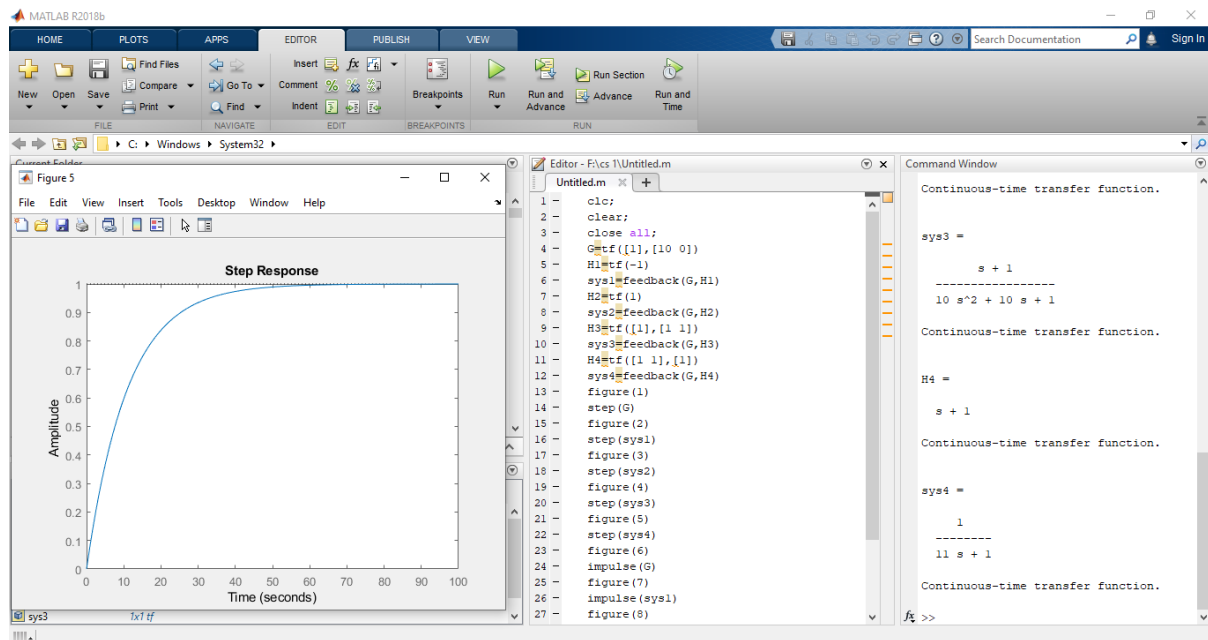 MATLAB R2018b
HOME PLOTS APPS EDITOR PUBLISH VIEW Search Documentation Sign In
New Open Save Find Files Compare Print Go To Find Insert Comment Indent fx Breakpoints Run Run and Advance Run Section Advance Run and Time
FILE NAVIGATE EDIT BREAKPOINTS RUN
C: Windows System32
Current Folder
Figure 5
File Edit View Insert Tools Desktop Window Help
Step Response
1
0.9
0.8
0.7
0.6
0.5
0.4
0.3
0.2
0.1
0
Amplitude
0 10 20 30 40 50 60 70 80 90 100
Time (seconds)
sys3 1x1 tf
Editor - F:\cs 1\Untitled.m
Untitled.m +
1 - clc;
2 - clear;
3 - close all;
4 - G=tf([1],[10 0])
5 - H1=tf(-1)
6 - sys1=feedback(G,H1)
7 - H2=tf(1)
8 - sys2=feedback(G,H2)
9 - H3=tf([1],[1 1])
10 - sys3=feedback(G,H3)
11 - H4=tf([1 1],[1])
12 - sys4=feedback(G,H4)
13 - figure(1)
14 - step(G)
15 - figure(2)
16 - step(sys1)
17 - figure(3)
18 - step(sys2)
19 - figure(4)
20 - step(sys3)
21 - figure(5)
22 - step(sys4)
23 - figure(6)
24 - impulse(G)
25 - figure(7)
26 - impulse(sys1)
27 - figure(8)
Command Window
Continuous-time transfer function.
sys3 =
s + 1
-----------------
10 s^2 + 10 s + 1
Continuous-time transfer function.
H4 =
s + 1
Continuous-time transfer function.
sys4 =
1
--------
11 s + 1
Continuous-time transfer function.
fx >>